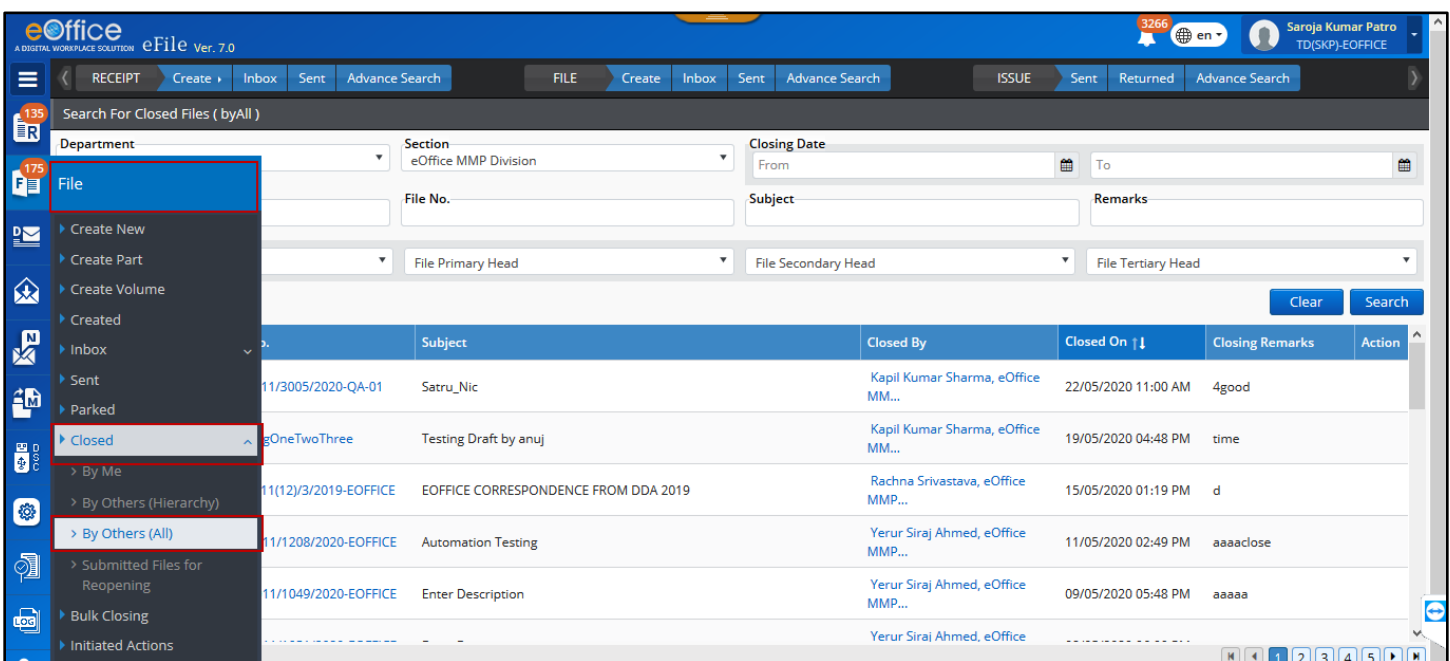 eOffice
A DIGITAL WORKPLACE SOLUTION eFile Ver. 7.0
3266
en
Saroja Kumar Patro
TD(SKP)-EOFFICE
RECEIPT Create Inbox Sent Advance Search FILE Create Inbox Sent Advance Search ISSUE Sent Returned Advance Search
135
R
Search For Closed Files ( byAll )
Department Section Closing Date
eOffice MMP Division From To
175
F
File
File No. Subject Remarks
D
Create New
Create Part
File Primary Head File Secondary Head File Tertiary Head
Create Volume
Clear Search
Created
N
Inbox
o. Subject Closed By Closed On Closing Remarks Action
Sent
11/3005/2020-QA-01 Satru_Nic Kapil Kumar Sharma, eOffice MM... 22/05/2020 11:00 AM 4good
M
Parked
Closed
gOneTwoThree Testing Draft by anuj Kapil Kumar Sharma, eOffice MM... 19/05/2020 04:48 PM time
DSC
By Me
11(12)/3/2019-EOFFICE EOFFICE CORRESPONDENCE FROM DDA 2019 Rachna Srivastava, eOffice MMP... 15/05/2020 01:19 PM d
By Others (Hierarchy)
By Others (All)
11/1208/2020-EOFFICE Automation Testing Yerur Siraj Ahmed, eOffice MMP... 11/05/2020 02:49 PM aaaaclose
Submitted Files for
Reopening
11/1049/2020-EOFFICE Enter Description Yerur Siraj Ahmed, eOffice MMP... 09/05/2020 05:48 PM aaaaa
Bulk Closing
LOG
Yerur Siraj Ahmed, eOffice
Initiated Actions
1 2 3 4 5